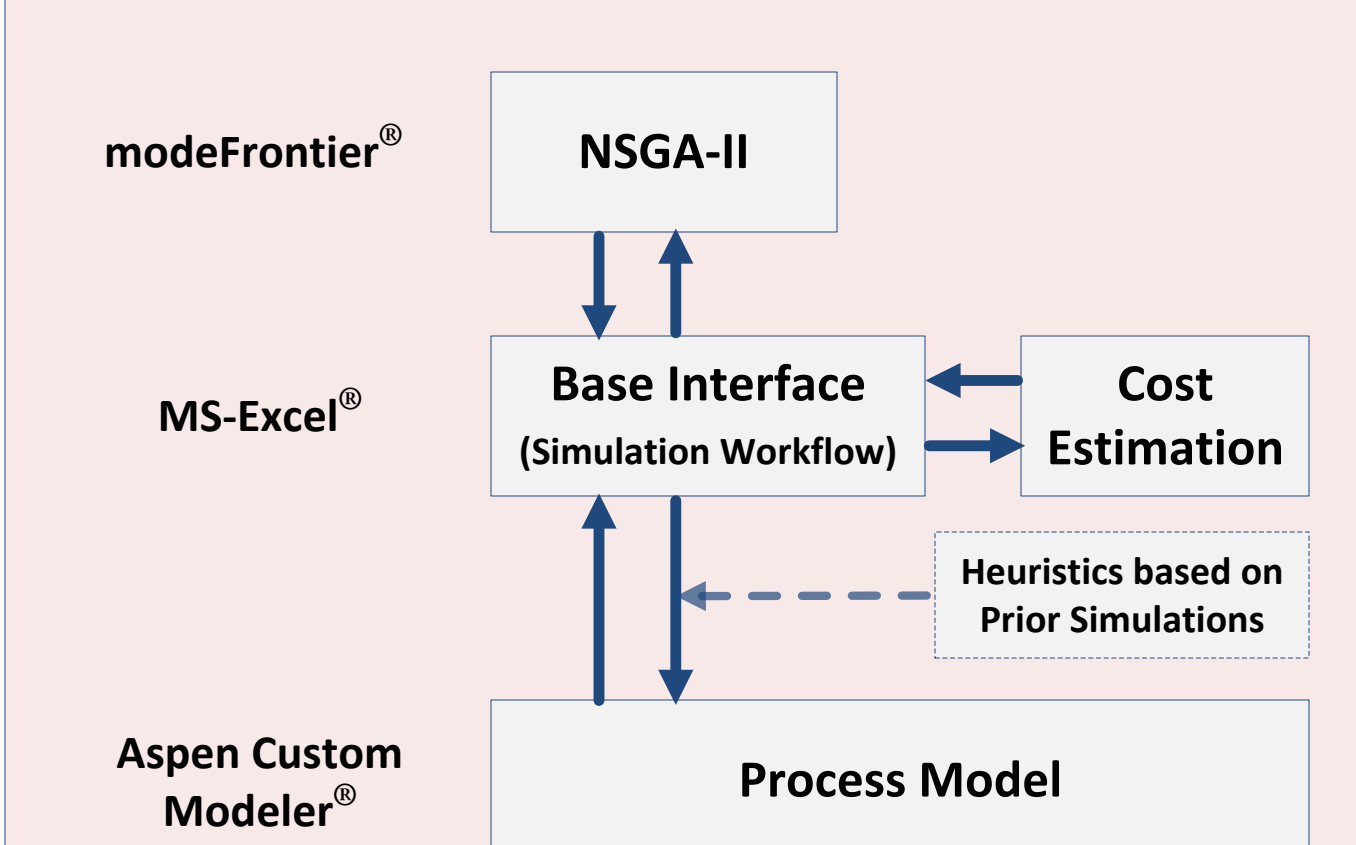 modeFrontier®
NSGA-II
MS-Excel®
Base Interface
(Simulation Workflow)
Cost
Estimation
Heuristics based on
Prior Simulations
Aspen Custom
Modeler®
Process Model